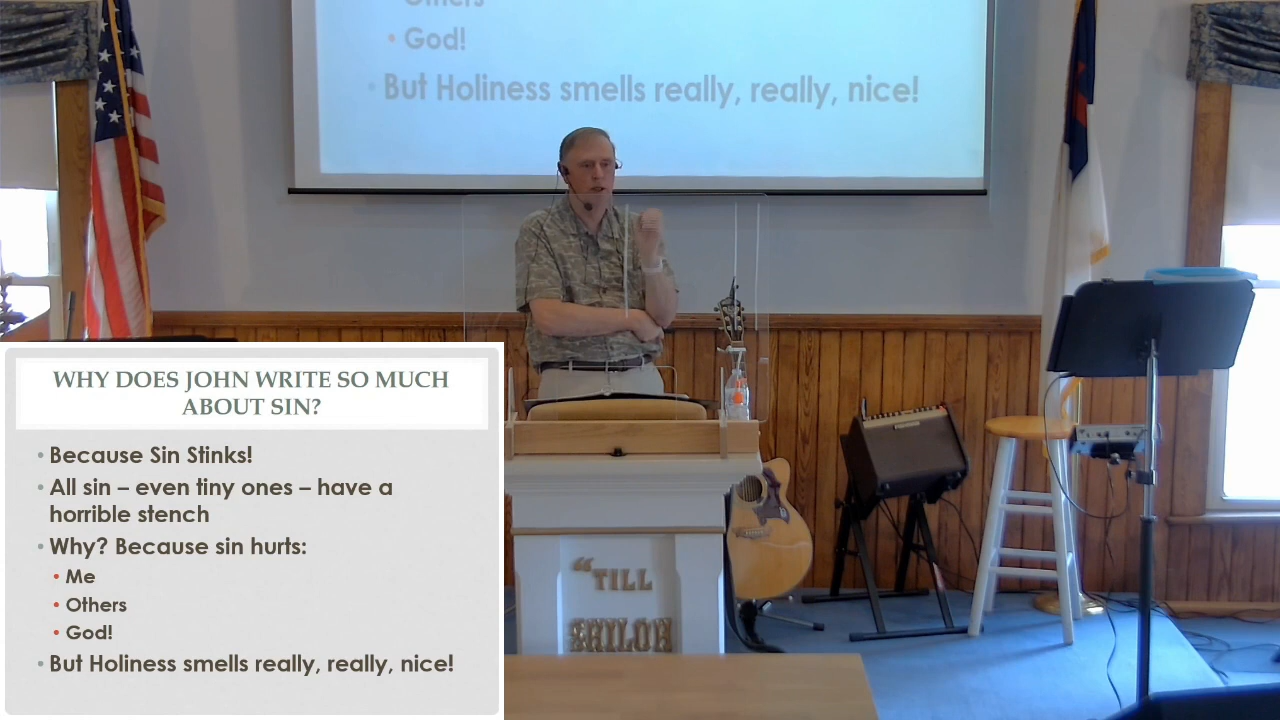 Others
• God!
• But Holiness smells really, really, nice!
WHY DOES JOHN WRITE SO MUCH
ABOUT SIN?
• Because Sin Stinks!
• All sin – even tiny ones – have a
horrible stench
• Why? Because sin hurts:
• Me
• Others
• God!
• But Holiness smells really, really, nice!
“TILL
SHILOH